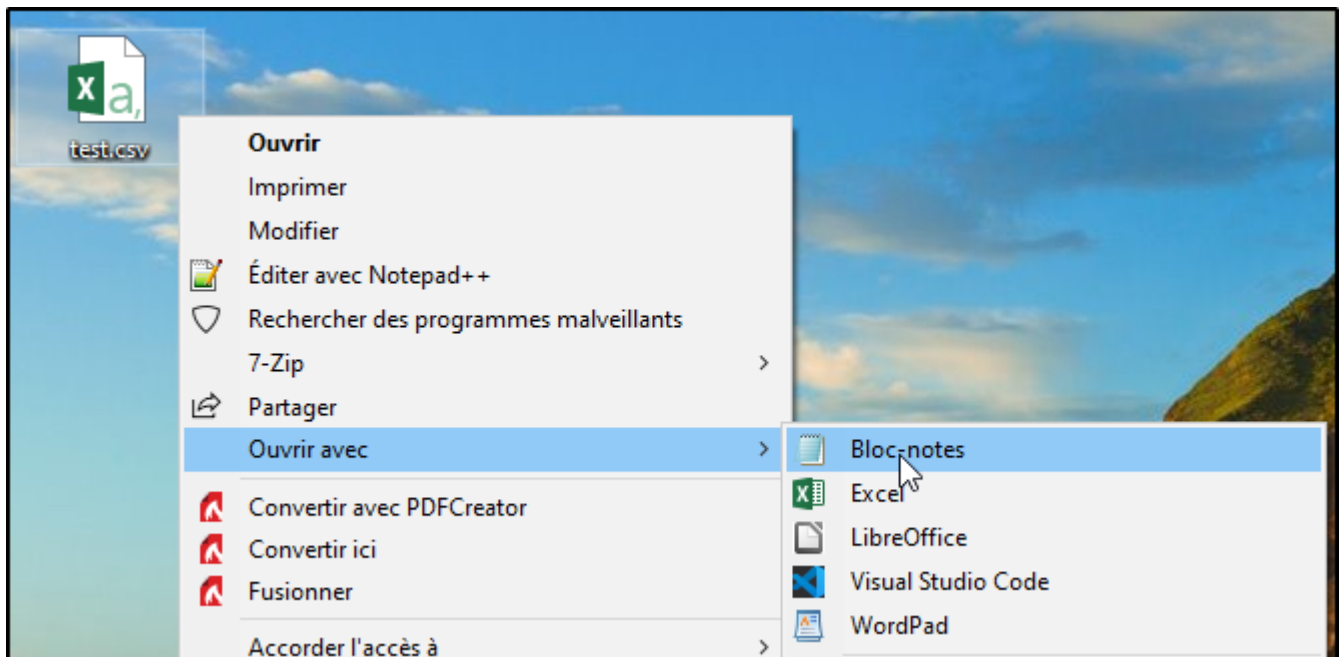 test.csv
Ouvrir
Imprimer
Modifier
Éditer avec Notepad++
Rechercher des programmes malveillants
7-Zip
Partager
Ouvrir avec
Bloc-notes
Excel
Convertir avec PDFCreator
LibreOffice
Convertir ici
Visual Studio Code
Fusionner
WordPad
Accorder l'accès à